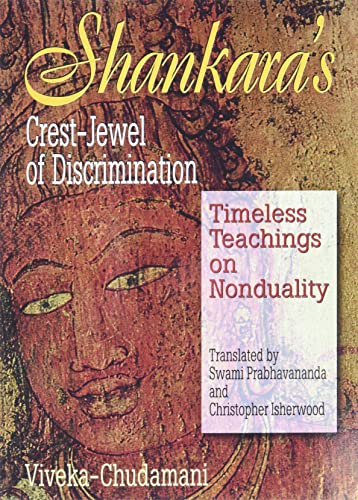 Shankara's
Crest-Jewel
of Discrimination
Timeless
Teachings
on
Nonduality
Translated by
Swami Prabhavananda
and
Christopher Isherwood
Viveka-Chudamani